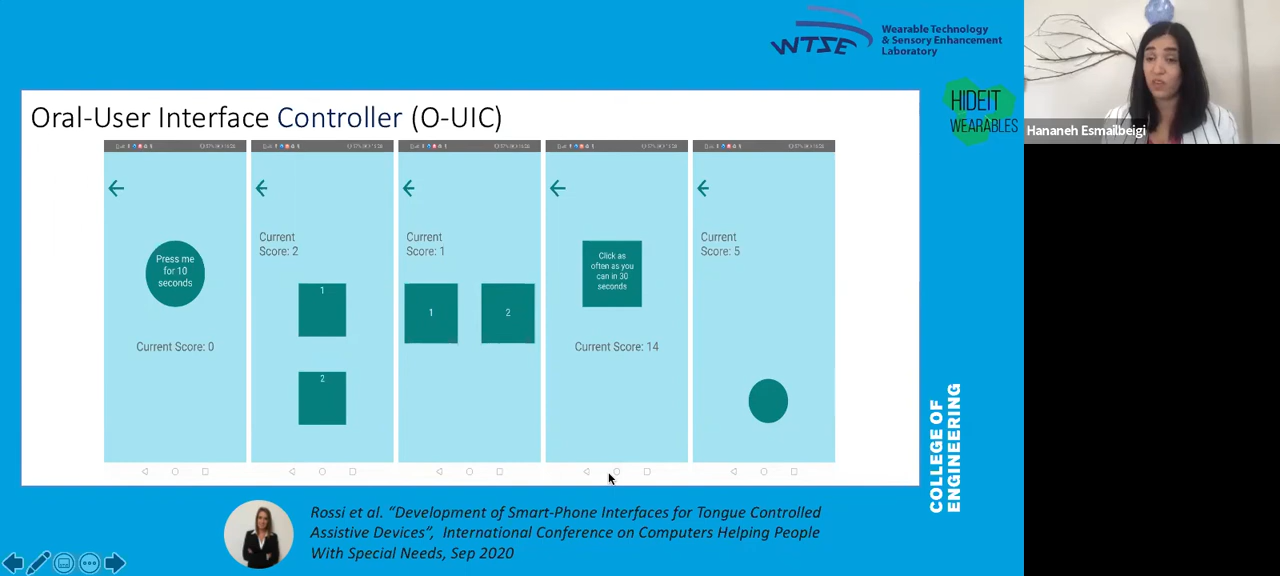 WTSE
Wearable Technology
& Sensory Enhancement
Laboratory
HIDEIT
WEARABLES
Hananeh Esmailbeigi
Oral-User Interface Controller (O-UIC)
Press me
for 10
seconds
Current Score: 0
Current
Score: 2
1
2
Current
Score: 1
1
2
Click as
often as you
can in 30
seconds
Current Score: 14
Current
Score: 5
COLLEGE OF
ENGINEERING
Rossi et al. “Development of Smart-Phone Interfaces for Tongue Controlled
Assistive Devices”, International Conference on Computers Helping People
With Special Needs, Sep 2020